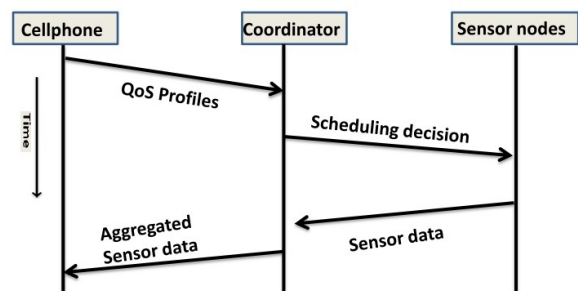 Cellphone
Coordinator
Sensor nodes
QoS Profiles
Time
Scheduling decision
Aggregated
Sensor data
Sensor data